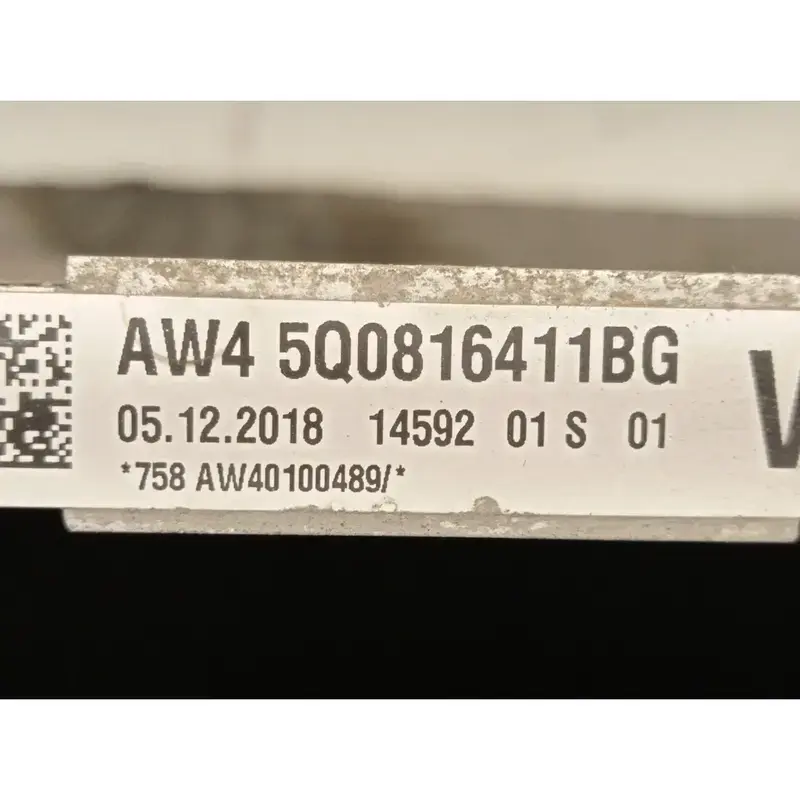 AW4 5Q0816411BG
05.12.2018 14592 01 S 01
*758 AW40100489/*